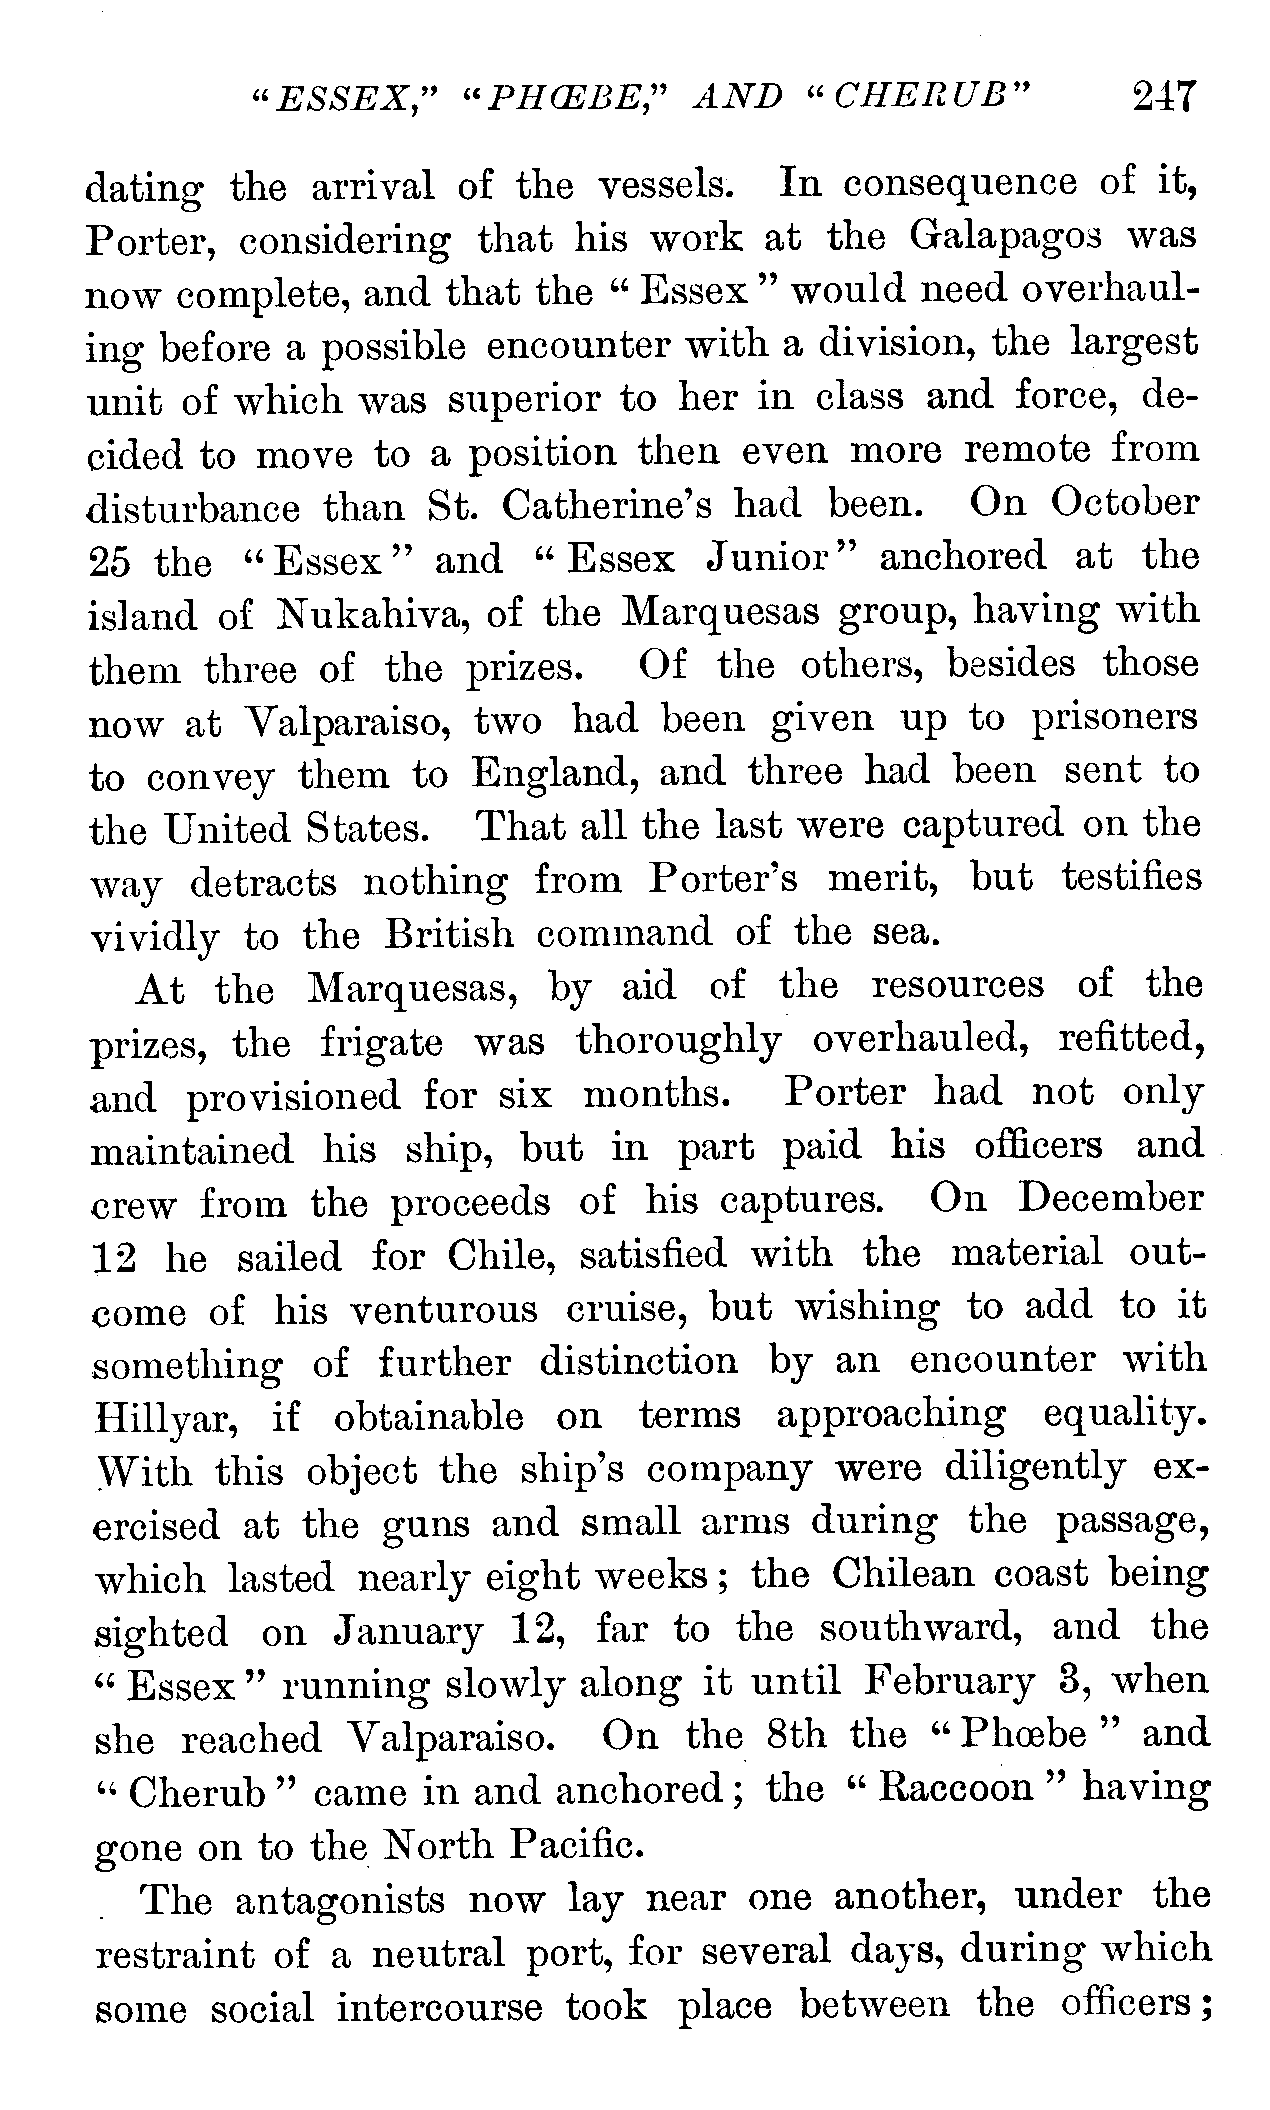 "ESSEX," "PHŒBE," AND "CHERUB" 247
dating the arrival of the vessels. In consequence of it,
Porter, considering that his work at the Galapagos was
now complete, and that the "Essex" would need overhaul-
ing before a possible encounter with a division, the largest
unit of which was superior to her in class and force, de-
cided to move to a position then even more remote from
disturbance than St. Catherine's had been. On October
25 the "Essex" and "Essex Junior" anchored at the
island of Nukahiva, of the Marquesas group, having with
them three of the prizes. Of the others, besides those
now at Valparaiso, two had been given up to prisoners
to convey them to England, and three had been sent to
the United States. That all the last were captured on the
way detracts nothing from Porter's merit, but testifies
vividly to the British command of the sea.
At the Marquesas, by aid of the resources of the
prizes, the frigate was thoroughly overhauled, refitted,
and provisioned for six months. Porter had not only
maintained his ship, but in part paid his officers and
crew from the proceeds of his captures. On December
12 he sailed for Chile, satisfied with the material out-
come of his venturous cruise, but wishing to add to it
something of further distinction by an encounter with
Hillyar, if obtainable on terms approaching equality.
With this object the ship's company were diligently ex-
ercised at the guns and small arms during the passage,
which lasted nearly eight weeks; the Chilean coast being
sighted on January 12, far to the southward, and the
"Essex" running slowly along it until February 3, when
she reached Valparaiso. On the 8th the "Phœbe" and
"Cherub" came in and anchored; the "Raccoon" having
gone on to the North Pacific.
The antagonists now lay near one another, under the
restraint of a neutral port, for several days, during which
some social intercourse took place between the officers;